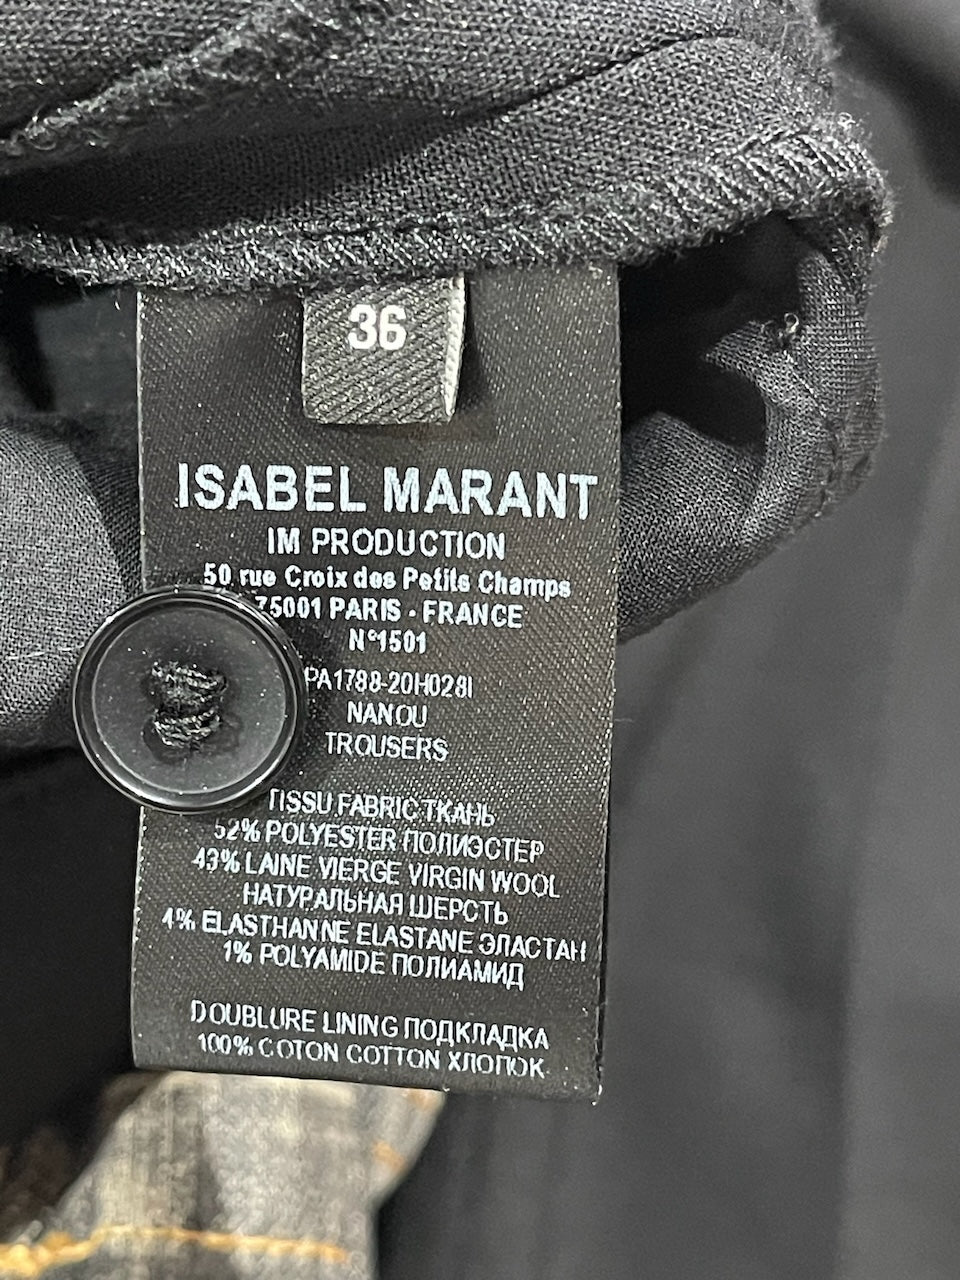 36
ISABEL MARANT
IM PRODUCTION
50 rue Croix des Petits Champs
75001 PARIS - FRANCE
N°1501
PA1788-20H028I
NANOU
TROUSERS
TISSU FABRIC ТКАНЬ
52% POLYESTER ПОЛИЭСТЕР
43% LAINE VIERGE VIRGIN WOOL
НАТУРАЛЬНАЯ ШЕРСТЬ
4% ELASTHANNE ELASTANE ЭЛАСТАН
1% POLYAMIDE ПОЛИАМИД
DOUBLURE LINING ПОДКЛАДКА
100% COTON COTTON ХЛОПОК